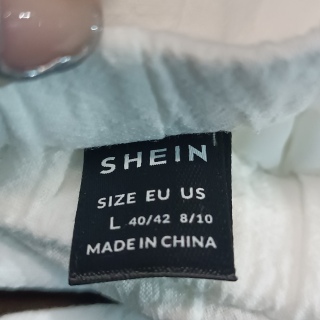 SHEIN
SIZE EU US
L 40/42 8/10
MADE IN CHINA